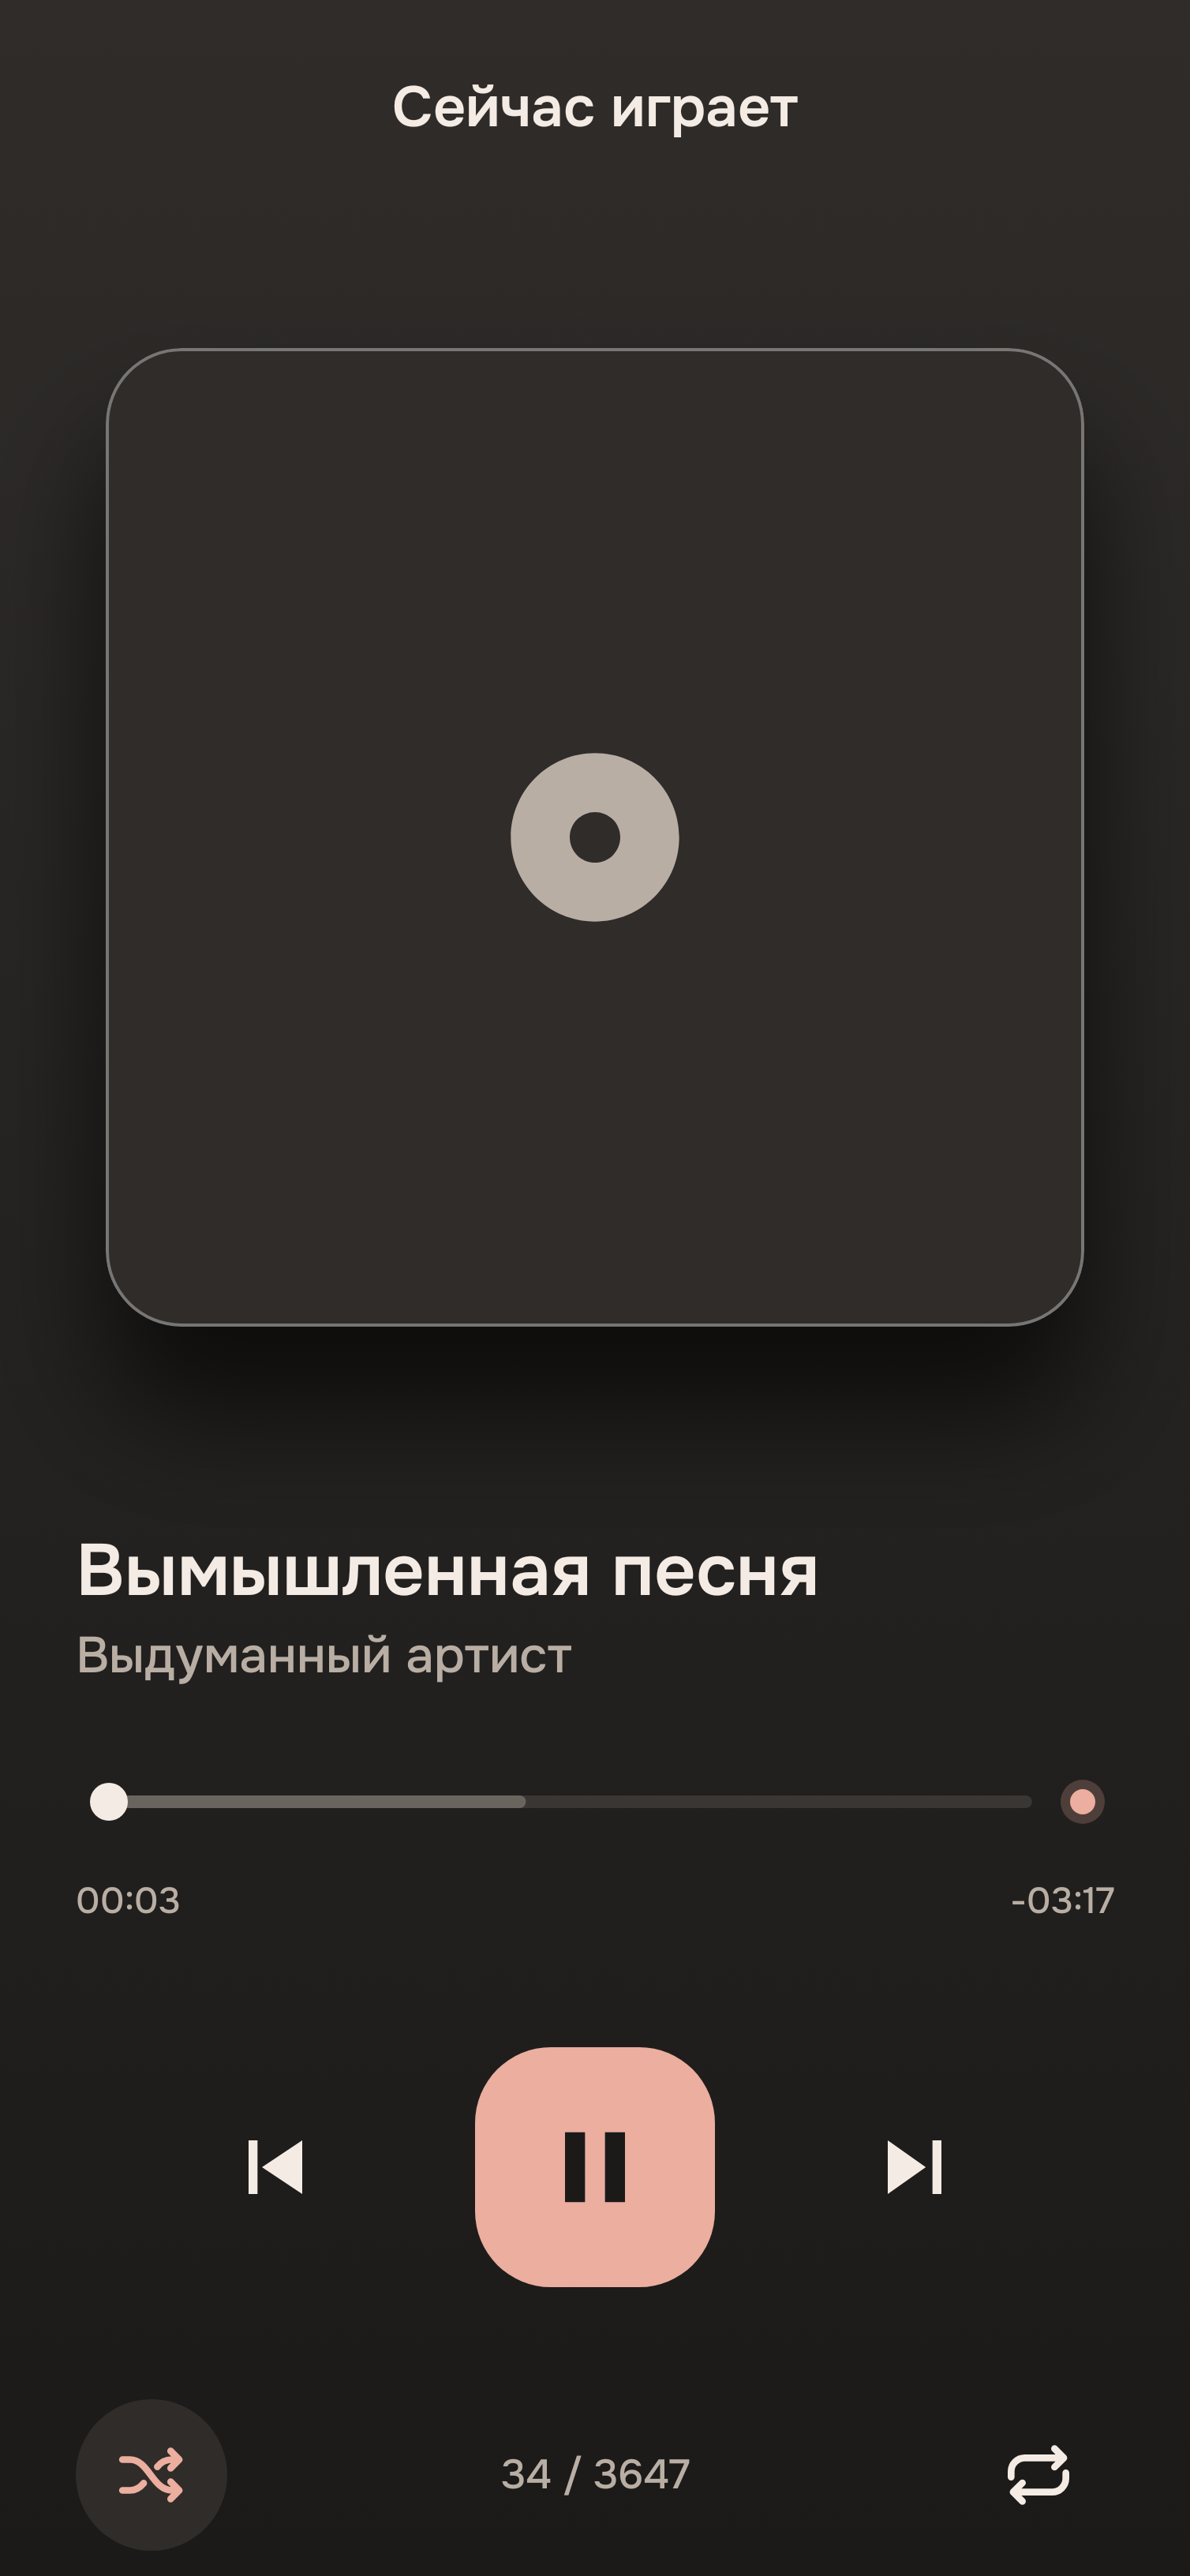 Сейчас играет
Вымышленная песня
Выдуманный артист
00:03
-03:17
34 / 3647